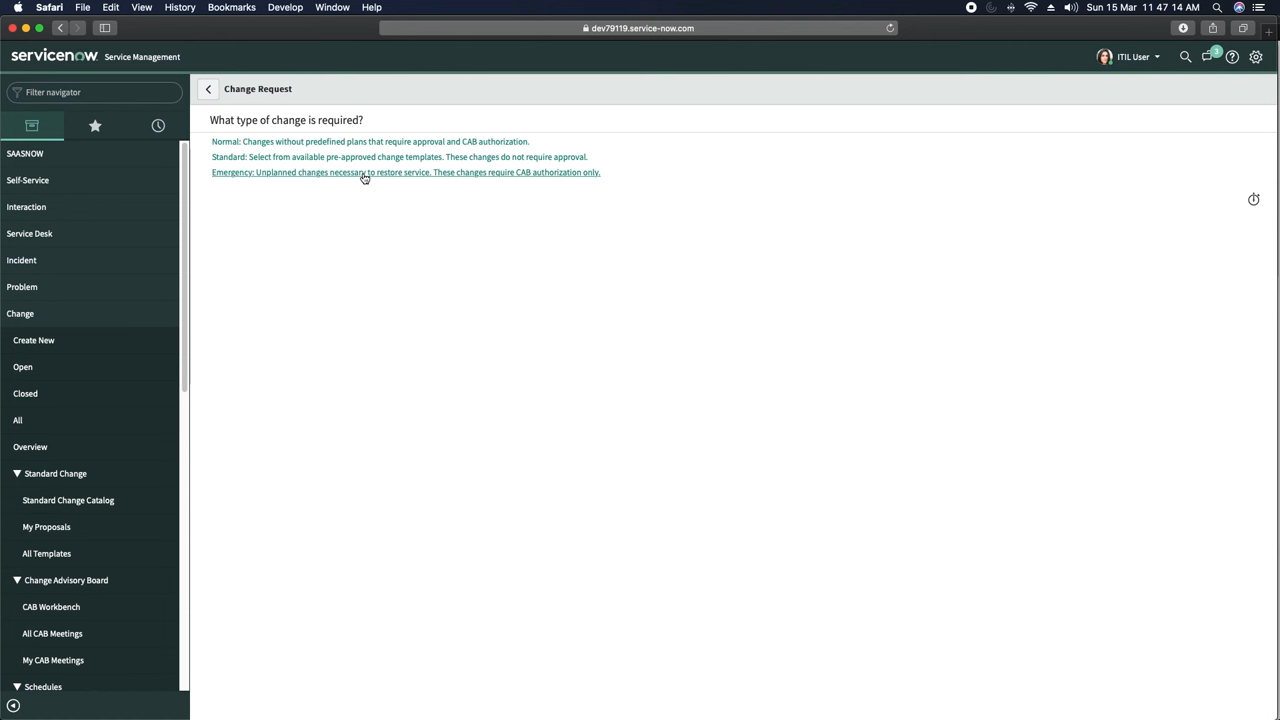 Safari File Edit View History Bookmarks Develop Window Help Sun 15 Mar 11 47 14 AM
dev79119.service-now.com
servicenow Service Management ITIL User 3
Filter navigator
Change Request
What type of change is required?
Normal: Changes without predefined plans that require approval and CAB authorization.
Standard: Select from available pre-approved change templates. These changes do not require approval.
Emergency: Unplanned changes necessary to restore service. These changes require CAB authorization only.
SAASNOW
Self-Service
Interaction
Service Desk
Incident
Problem
Change
Create New
Open
Closed
All
Overview
Standard Change
Standard Change Catalog
My Proposals
All Templates
Change Advisory Board
CAB Workbench
All CAB Meetings
My CAB Meetings
Schedules